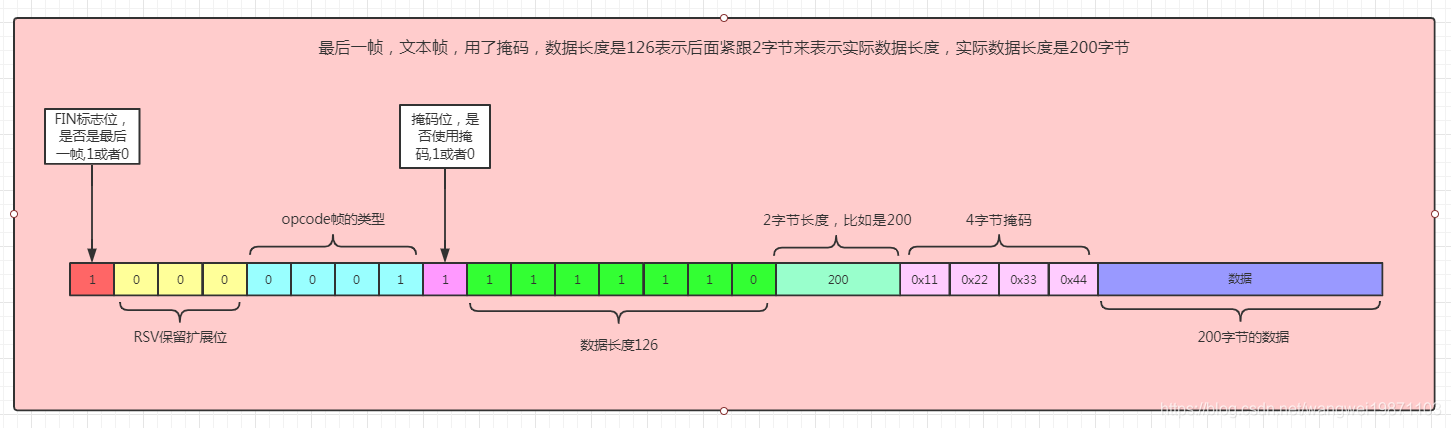 最后一帧，文本帧，用了掩码，数据长度是126表示后面紧跟2字节来表示实际数据长度，实际数据长度是200字节
FIN标志位，
是否是最后
一帧,1或者0
掩码位，是
否使用掩
码,1或者0
opcode帧的类型
2字节长度，比如是200
4字节掩码
1 0 0 0 0 0 0 1 1 1 1 1 1 1 1 0 200 0x11 0x22 0x33 0x44 数据
RSV保留扩展位
数据长度126
200字节的数据